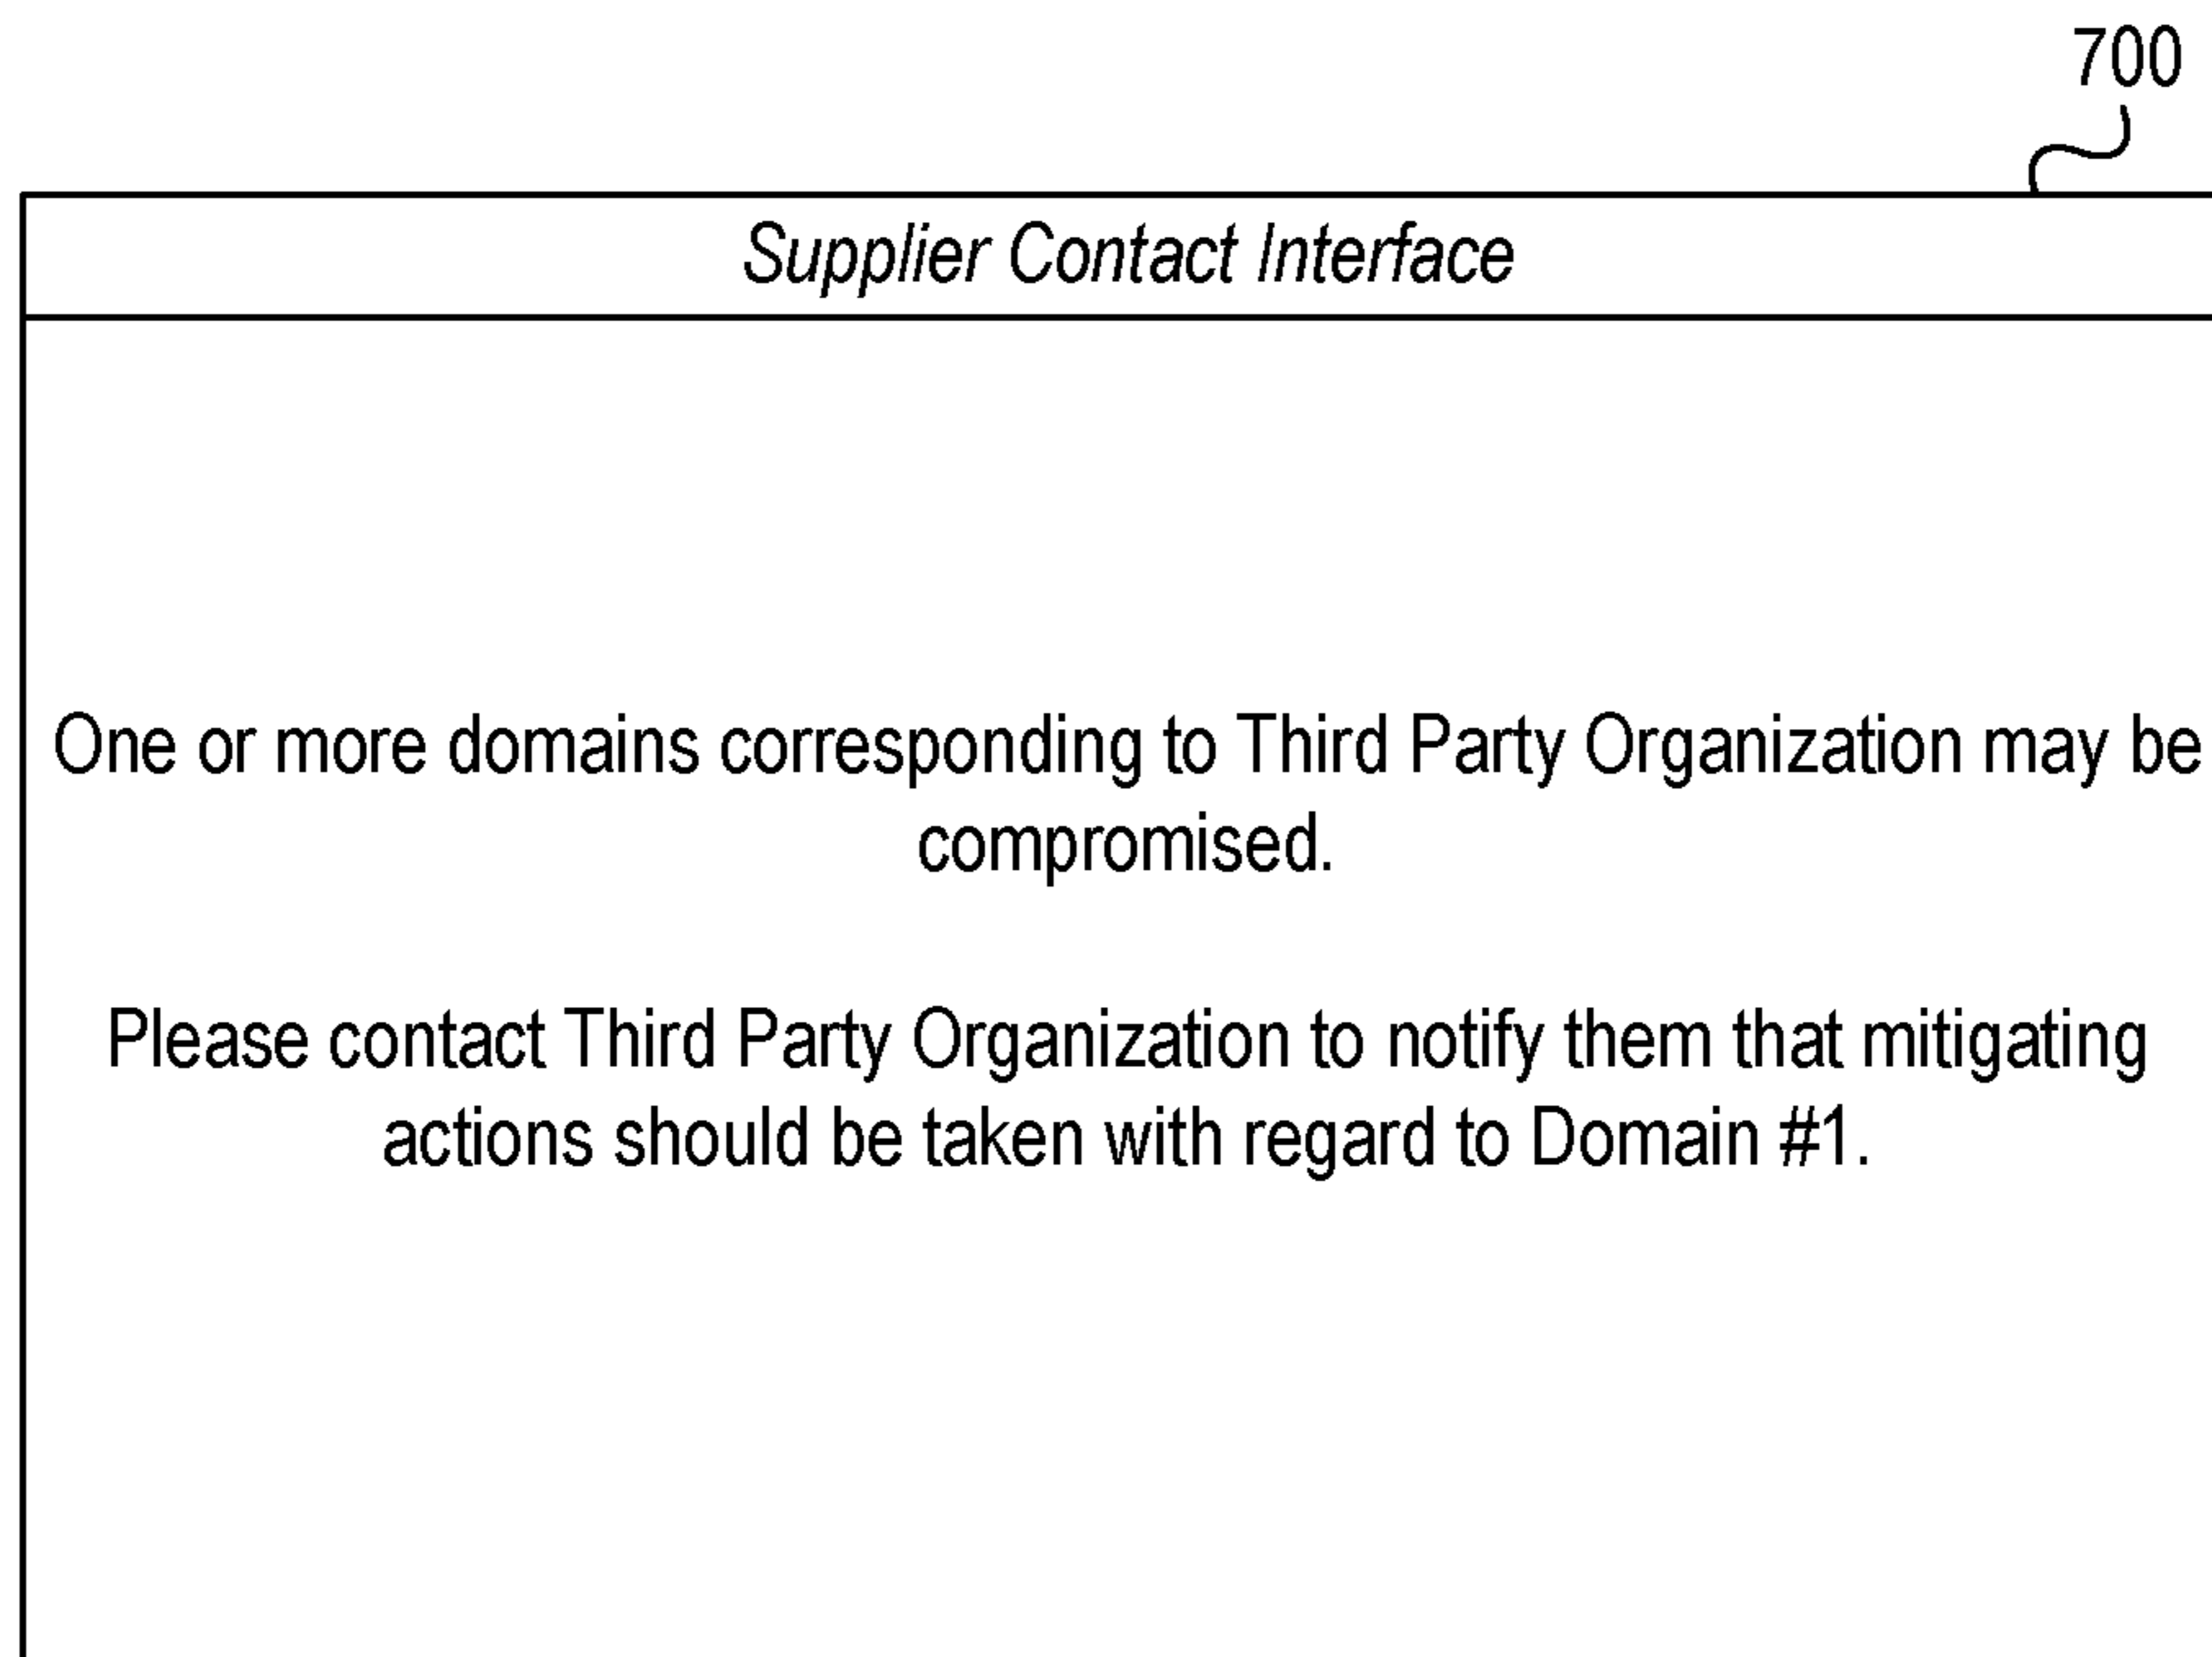 700
Supplier Contact Interface
One or more domains corresponding to Third Party Organization may be
compromised.
Please contact Third Party Organization to notify them that mitigating
actions should be taken with regard to Domain #1.